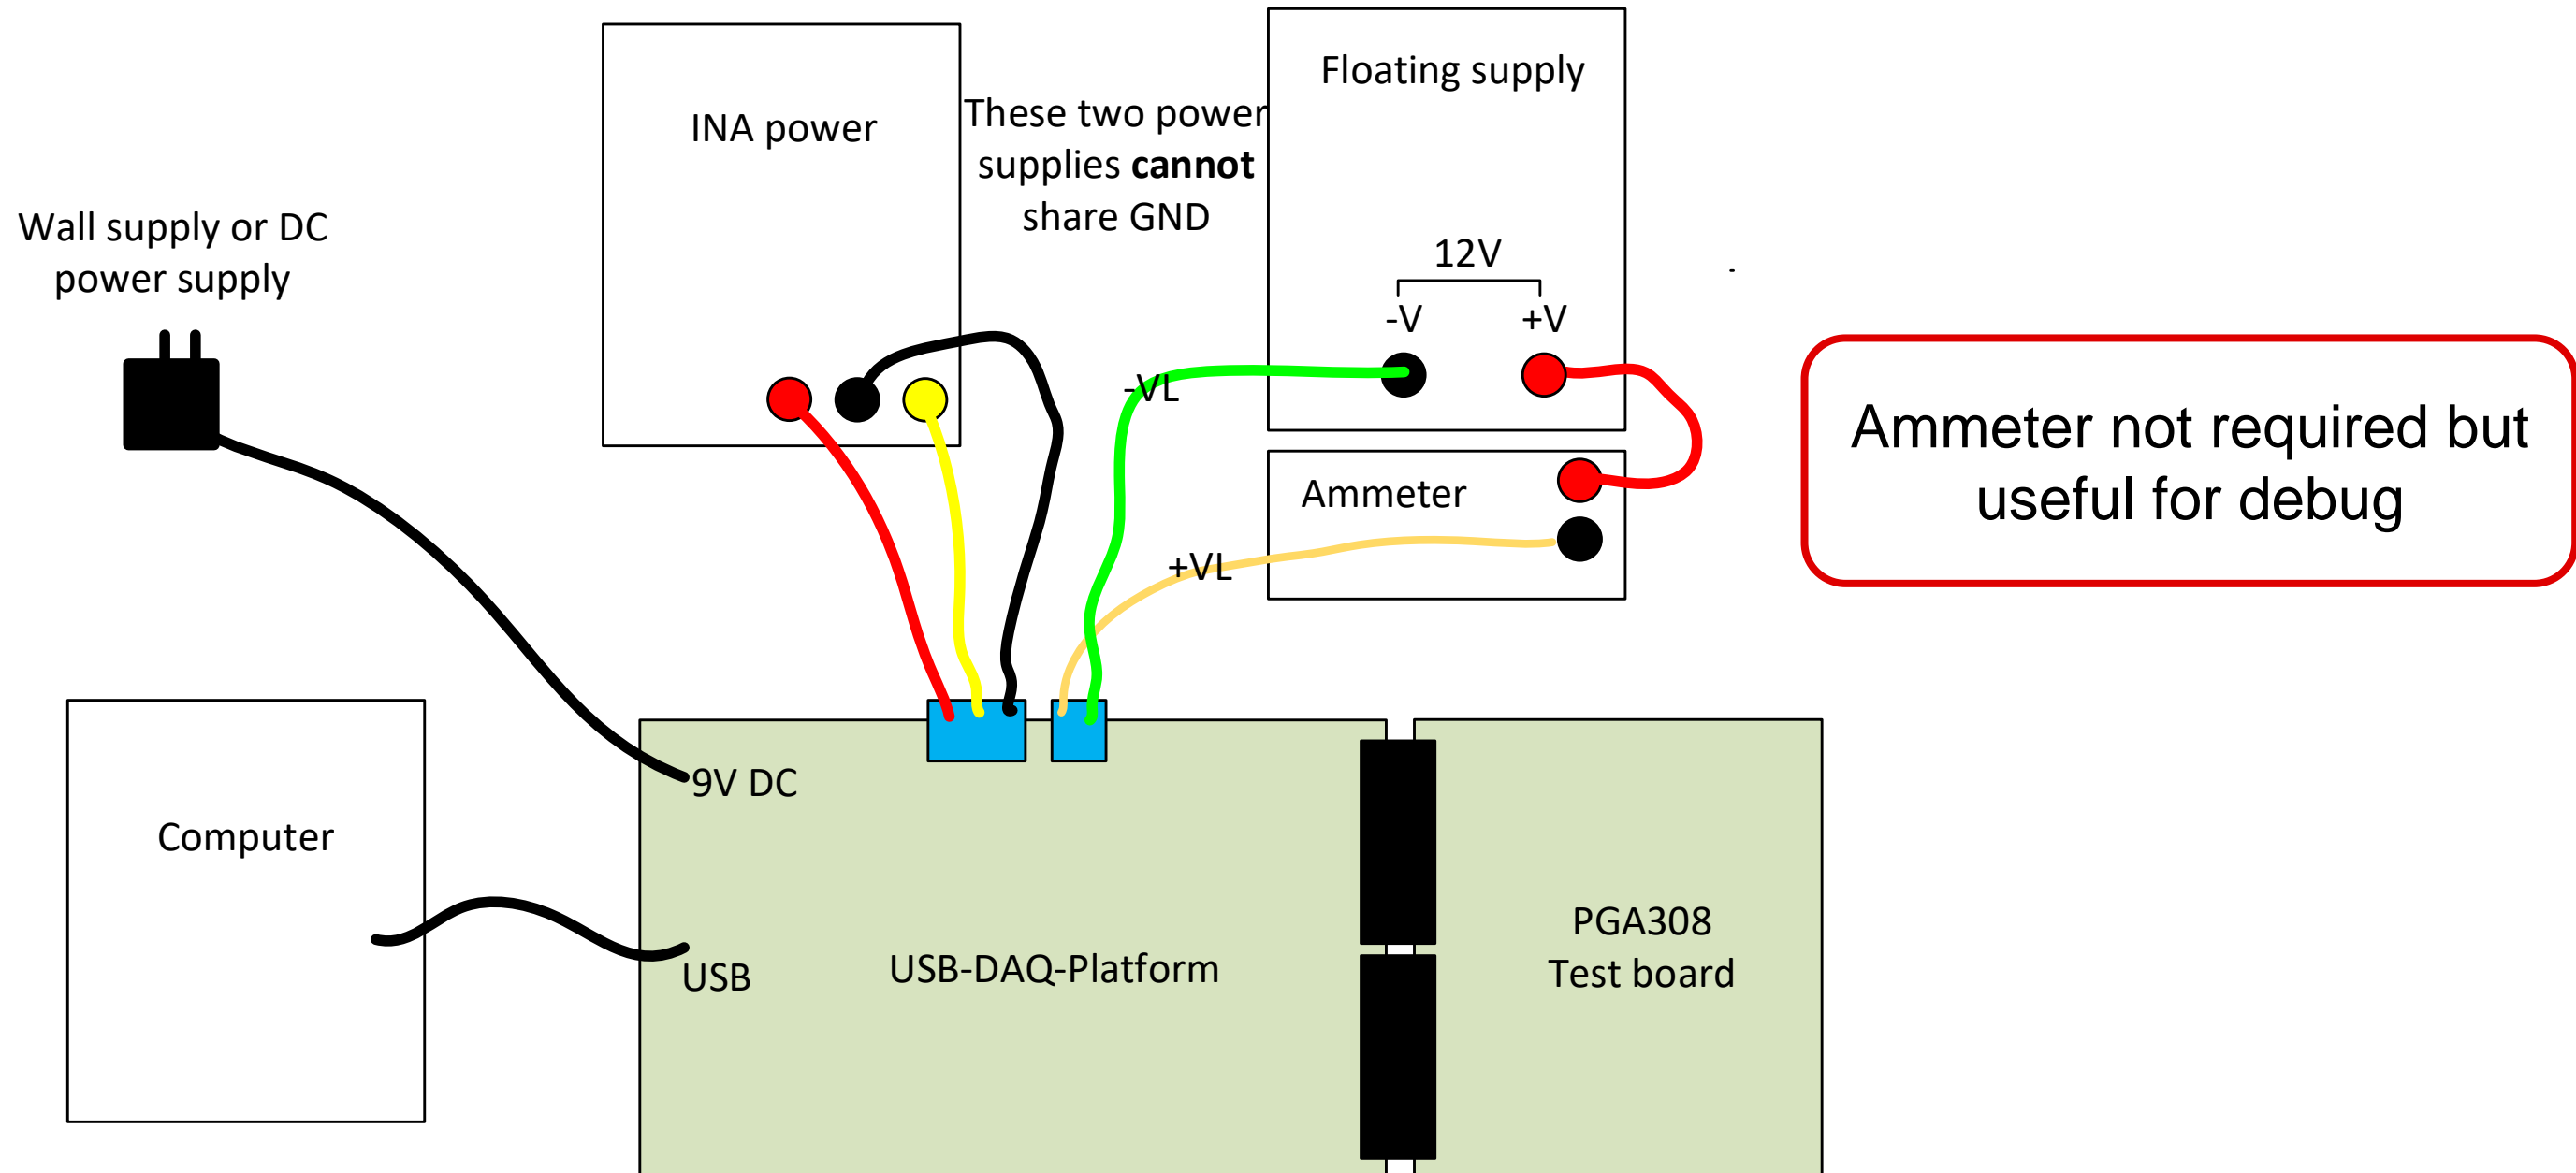 INA power
These two power
supplies cannot
share GND
Floating supply
12V
-V +V
Wall supply or DC
power supply
-VL
Ammeter
+VL
Ammeter not required but
useful for debug
9V DC
Computer
USB
USB-DAQ-Platform
PGA308
Test board